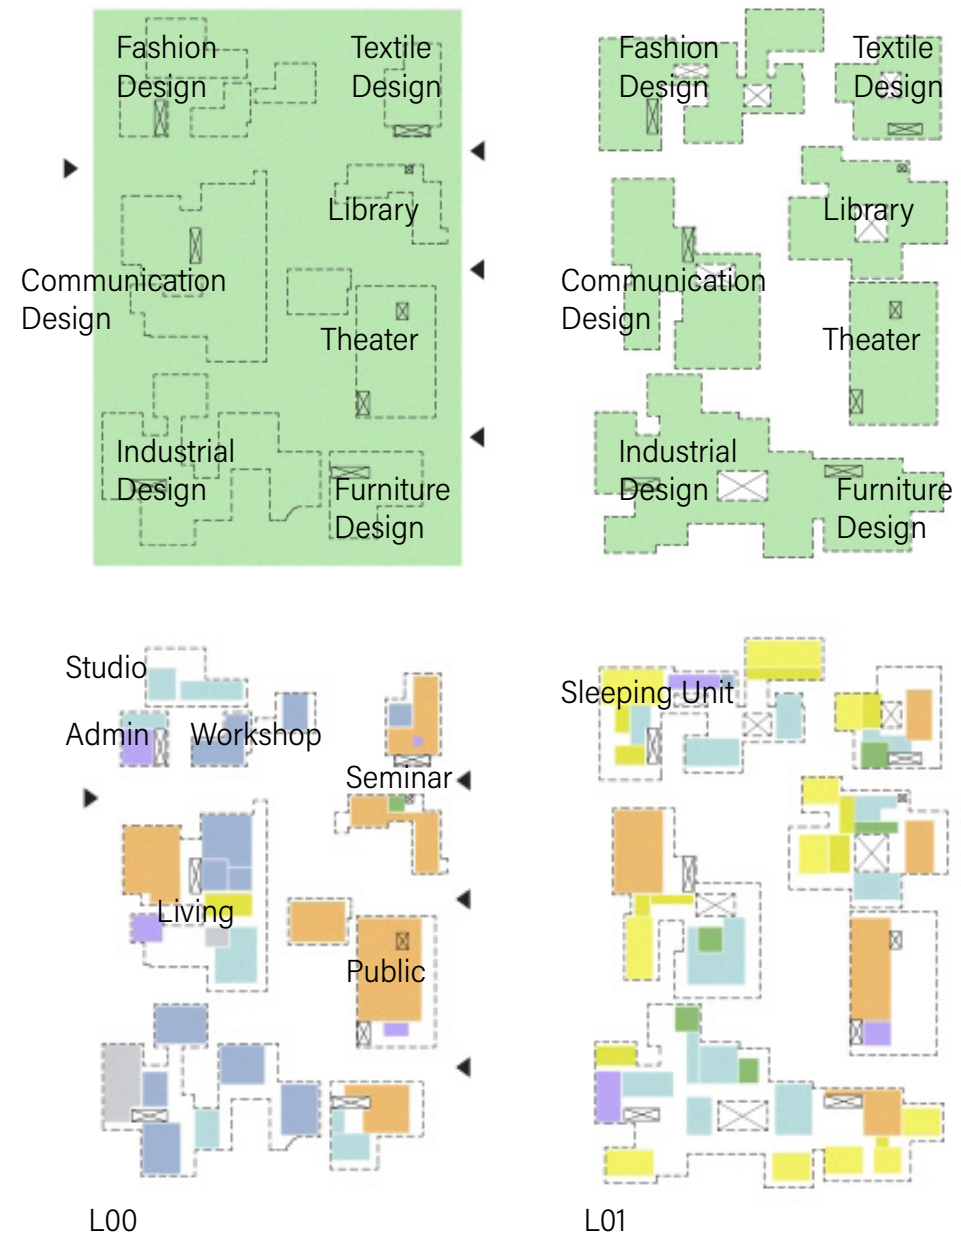 Fashion
Design
Textile
Design
Library
Communication
Design
Theater
Industrial
Design
Furniture
Design
Fashion
Design
Textile
Design
Library
Communication
Design
Theater
Industrial
Design
Furniture
Design
Studio
Admin
Workshop
Seminar
Living
Public
L00
Sleeping Unit
L01